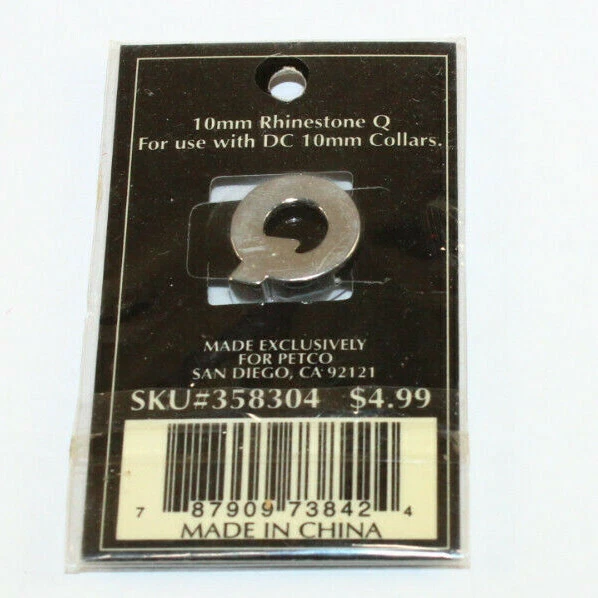 10mm Rhinestone Q
For use with DC 10mm Collars.
MADE EXCLUSIVELY
FOR PETCO
SAN DIEGO, CA 92121
SKU#358304 $4.99
7 87909 73842 4
MADE IN CHINA